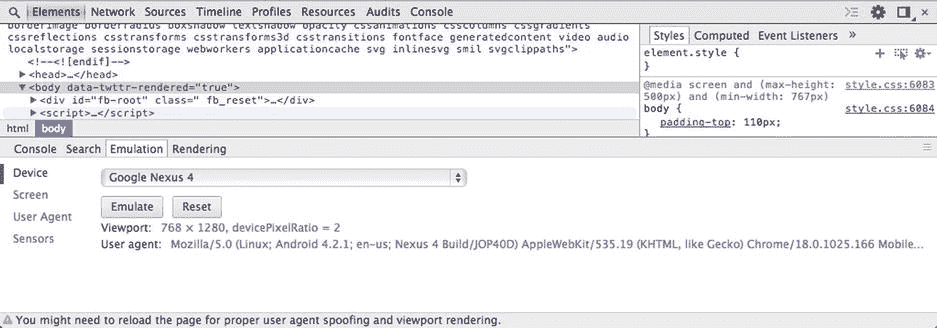 Elements Network Sources Timeline Profiles Resources Audits Console
borderimage borderradius boxshadow textshadow opacity cssanimations csscolumns cssgradients
cssreflections csstransforms csstransforms3d csstransitions fontface generatedcontent video audio
localstorage sessionstorage webworkers applicationcache svg inlinesvg smil svgclippaths">
<!--<![endif]-->
▶<head>…</head>
▼<body data-twttr-rendered="true">
▶<div id="fb-root" class=" fb_reset">…</div>
▶<script>…</script>
html body
Styles Computed Event Listeners »
element.style {
}
@media screen and (max-height: style.css:6083
500px) and (min-width: 767px)
body { style.css:6084
padding-top: 110px;
}
Console Search Emulation Rendering
Device
Google Nexus 4
Screen
Emulate Reset
User Agent
Viewport: 768 × 1280, devicePixelRatio = 2
Sensors
User agent: Mozilla/5.0 (Linux; Android 4.2.1; en-us; Nexus 4 Build/JOP40D) AppleWebKit/535.19 (KHTML, like Gecko) Chrome/18.0.1025.166 Mobile...
You might need to reload the page for proper user agent spoofing and viewport rendering.